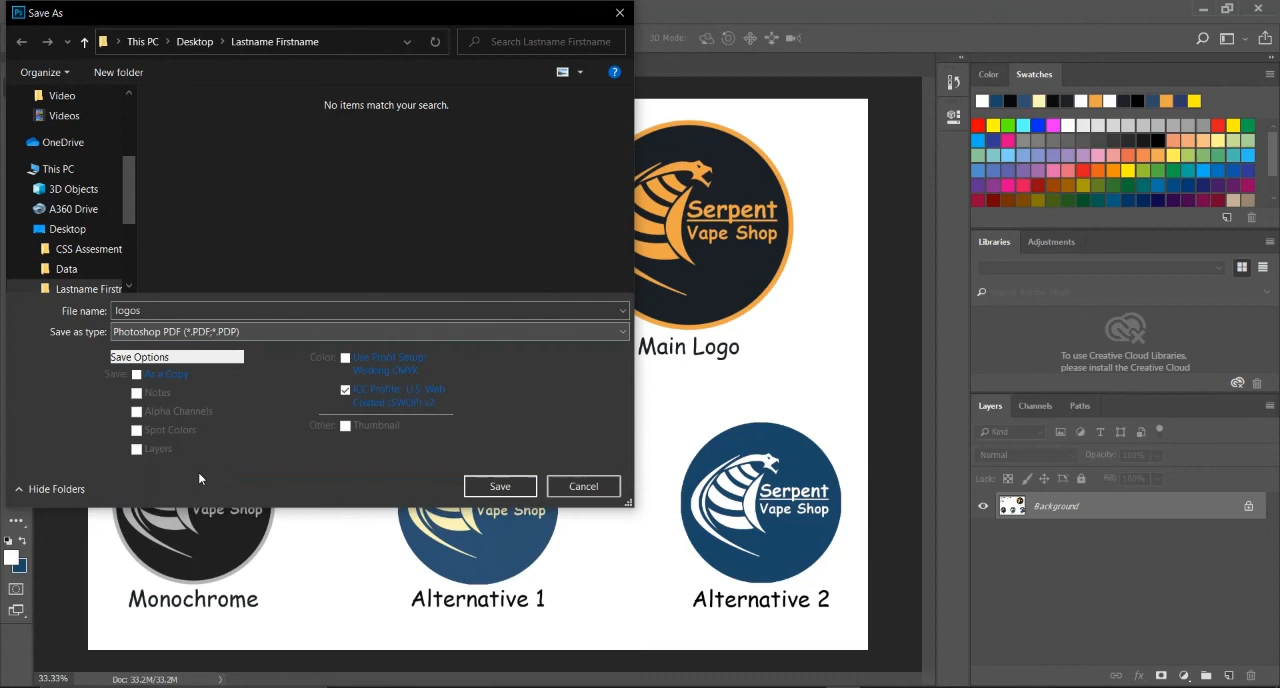 Ps Save As
This PC > Desktop > Lastname Firstname
Search Lastname Firstname
3D Mode:
Organize
New folder
?
Video
Videos
OneDrive
This PC
3D Objects
A360 Drive
Desktop
CSS Assesment
Data
Lastname Firstr
No items match your search.
File name: logos
Save as type: Photoshop PDF (*.PDF;*.PDP)
Save Options
Save:
As a Copy
Notes
Alpha Channels
Spot Colors
Layers
Color:
Use Proof Setup:
Working CMYK
ICC Profile: U.S. Web
Coated (SWOP) v2
Other:
Thumbnail
Hide Folders
Save
Cancel
Serpent
Vape Shop
Main Logo
Vape Shop
Monochrome
Vape Shop
Alternative 1
Serpent
Vape Shop
Alternative 2
33.33%
Doc: 33.2M/33.2M
Color
Swatches
Libraries
Adjustments
To use Creative Cloud Libraries,
please install the Creative Cloud
Layers
Channels
Paths
Kind
Normal
Opacity: 100%
Lock:
Fill: 100%
Background
fx